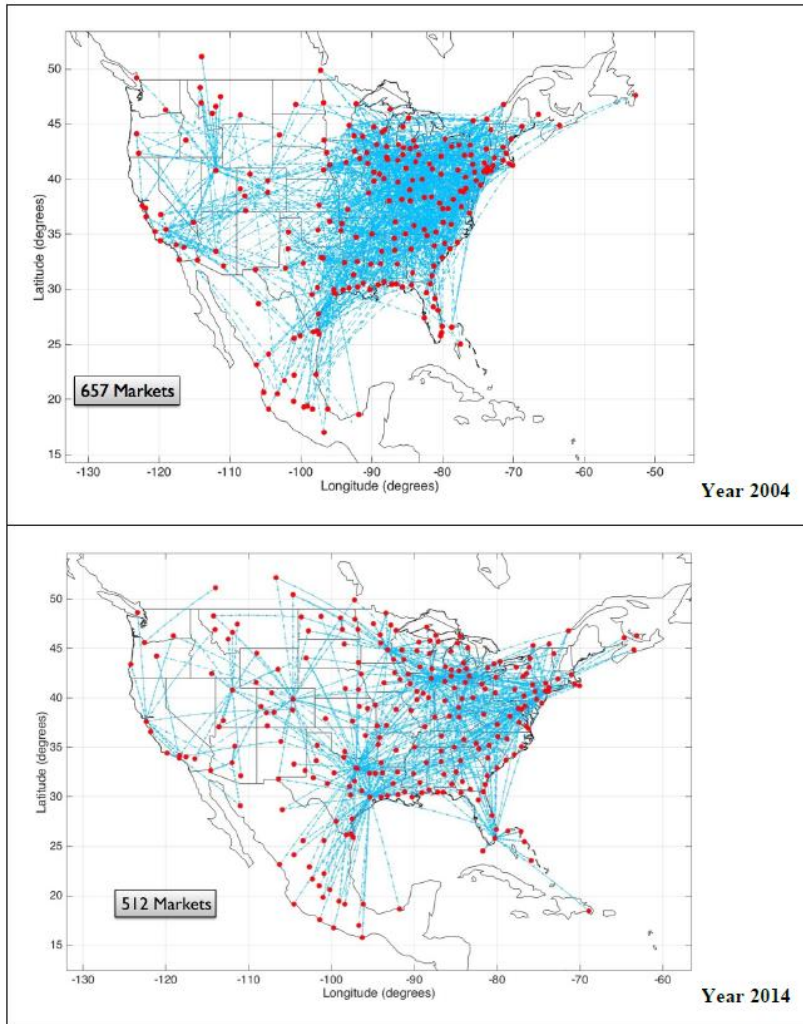 50
45
40
35
30
25
20
15
Latitude (degrees)
657 Markets
-130 -120 -110 -100 -90 -80 -70 -60 -50
Longitude (degrees)
Year 2004
50
45
40
35
30
25
20
15
Latitude (degrees)
512 Markets
-130 -120 -110 -100 -90 -80 -70 -60
Longitude (degrees)
Year 2014